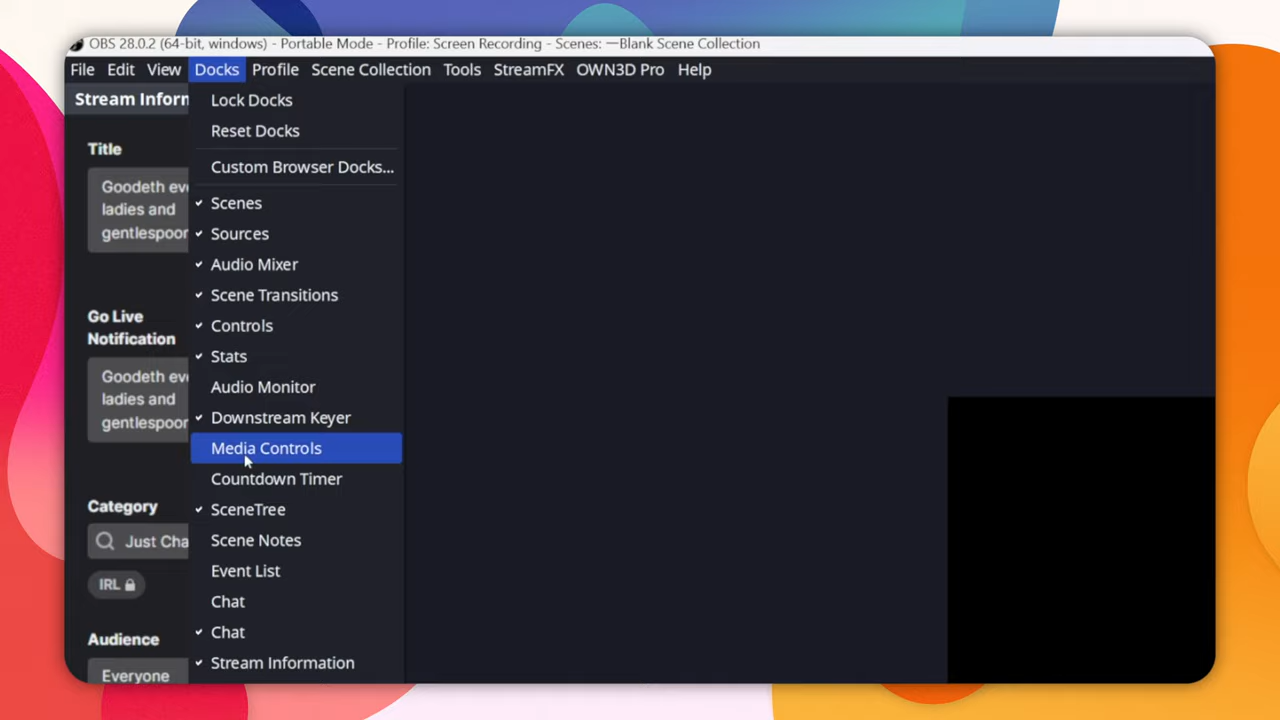 OBS 28.0.2 (64-bit, windows) - Portable Mode - Profile: Screen Recording - Scenes: —Blank Scene Collection
File Edit View Docks Profile Scene Collection Tools StreamFX OWN3D Pro Help
Stream Inform
Title
Goodeth eve
ladies and
gentlespoon
Go Live
Notification
Goodeth eve
ladies and
gentlespoon
Category
Just Cha
IRL
Audience
Everyone
Lock Docks
Reset Docks
Custom Browser Docks...
Scenes
Sources
Audio Mixer
Scene Transitions
Controls
Stats
Audio Monitor
Downstream Keyer
Media Controls
Countdown Timer
SceneTree
Scene Notes
Event List
Chat
Chat
Stream Information